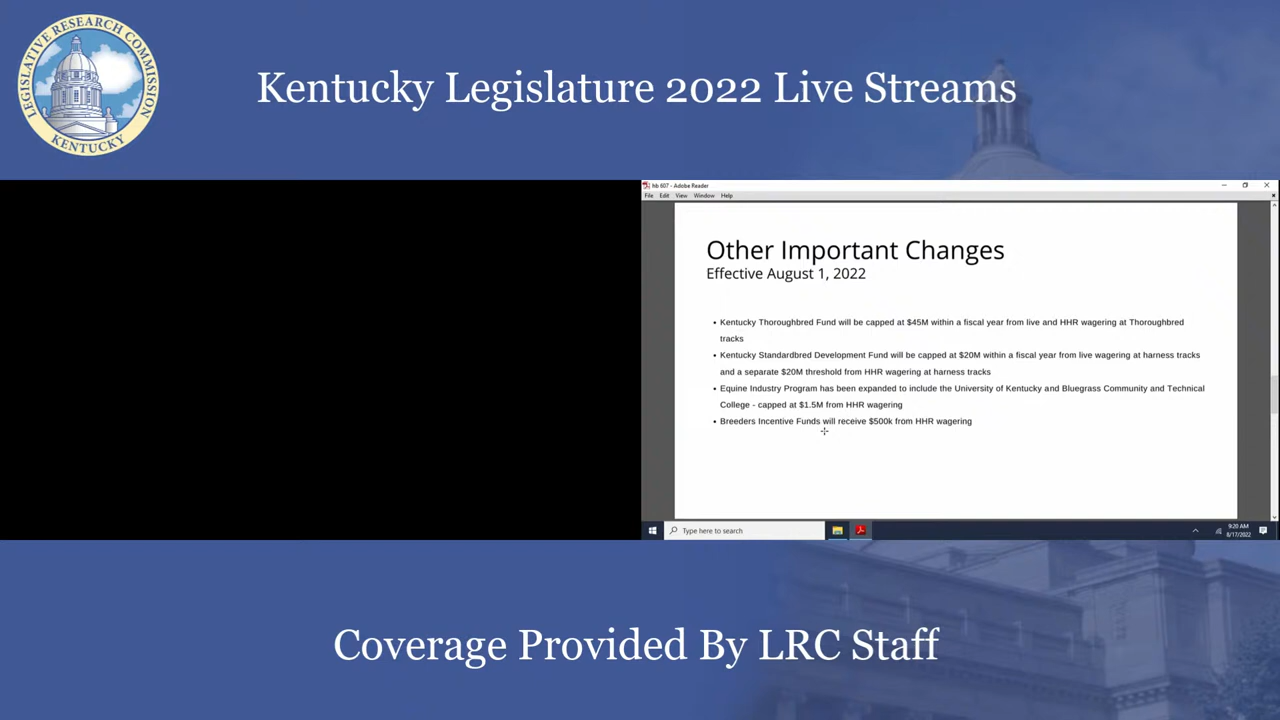 LEGISLATIVE RESEARCH COMMISSION
KENTUCKY
Kentucky Legislature 2022 Live Streams
hb 607 - Adobe Reader
File Edit View Window Help
Other Important Changes
Effective August 1, 2022
• Kentucky Thoroughbred Fund will be capped at $45M within a fiscal year from live and HHR wagering at Thoroughbred
tracks
• Kentucky Standardbred Development Fund will be capped at $20M within a fiscal year from live wagering at harness tracks
and a separate $20M threshold from HHR wagering at harness tracks
• Equine Industry Program has been expanded to include the University of Kentucky and Bluegrass Community and Technical
College - capped at $1.5M from HHR wagering
• Breeders Incentive Funds will receive $500k from HHR wagering
Type here to search
9:20 AM
8/17/2022
Coverage Provided By LRC Staff